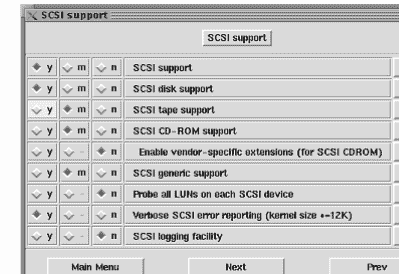 SCSI support
SCSI support
y m n SCSI support
y m n SCSI disk support
y m n SCSI tape support
y m n SCSI CD-ROM support
y - n Enable vendor-specific extensions (for SCSI CDROM)
y m n SCSI generic support
y - n Probe all LUNs on each SCSI device
y - n Verbose SCSI error reporting (kernel size +=12K)
y - n SCSI logging facility
Main Menu Next Prev